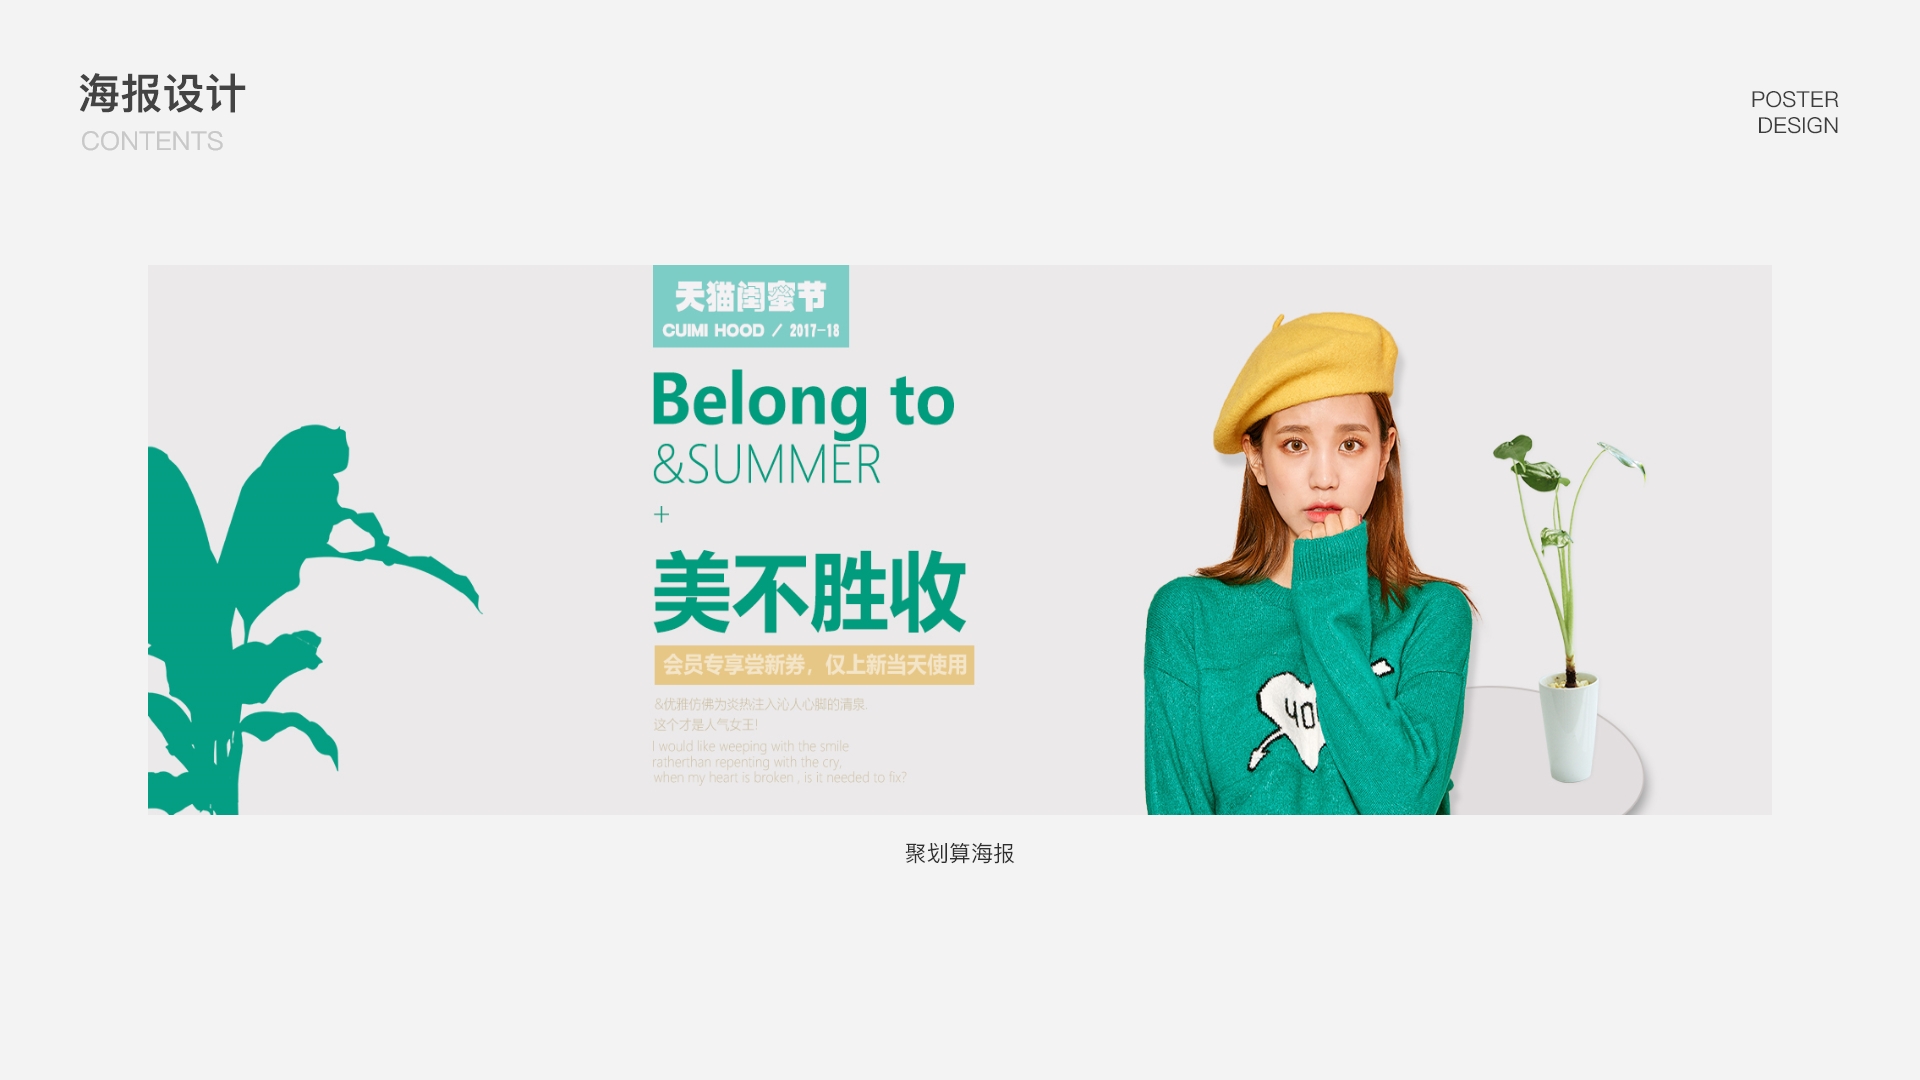 海报设计
CONTENTS
POSTER
DESIGN
天猫闺蜜节
CUIMI HOOD / 2017-18
Belong to
&SUMMER
+
美不胜收
会员专享尝新券，仅上新当天使用
&优雅仿佛为炎热注入沁人心脚的清泉.
这个才是人气女王!
I would like weeping with the smile
ratherthan repenting with the cry,
when my heart is broken , is it needed to fix?
聚划算海报